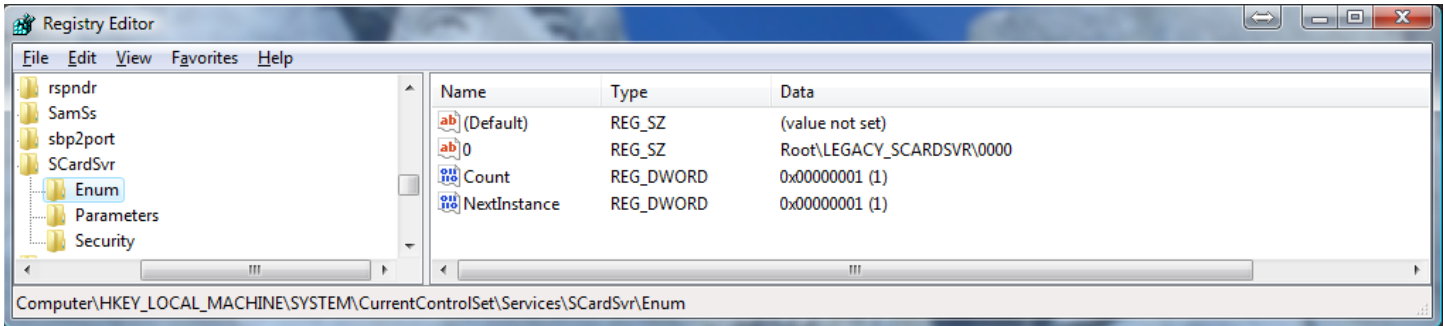 Registry Editor
File Edit View Favorites Help
rspndr
SamSs
sbp2port
SCardSvr
Enum
Parameters
Security
Name Type Data
(Default) REG_SZ (value not set)
0 REG_SZ Root\LEGACY_SCARDSVR\0000
Count REG_DWORD 0x00000001 (1)
NextInstance REG_DWORD 0x00000001 (1)
Computer\HKEY_LOCAL_MACHINE\SYSTEM\CurrentControlSet\Services\SCardSvr\Enum